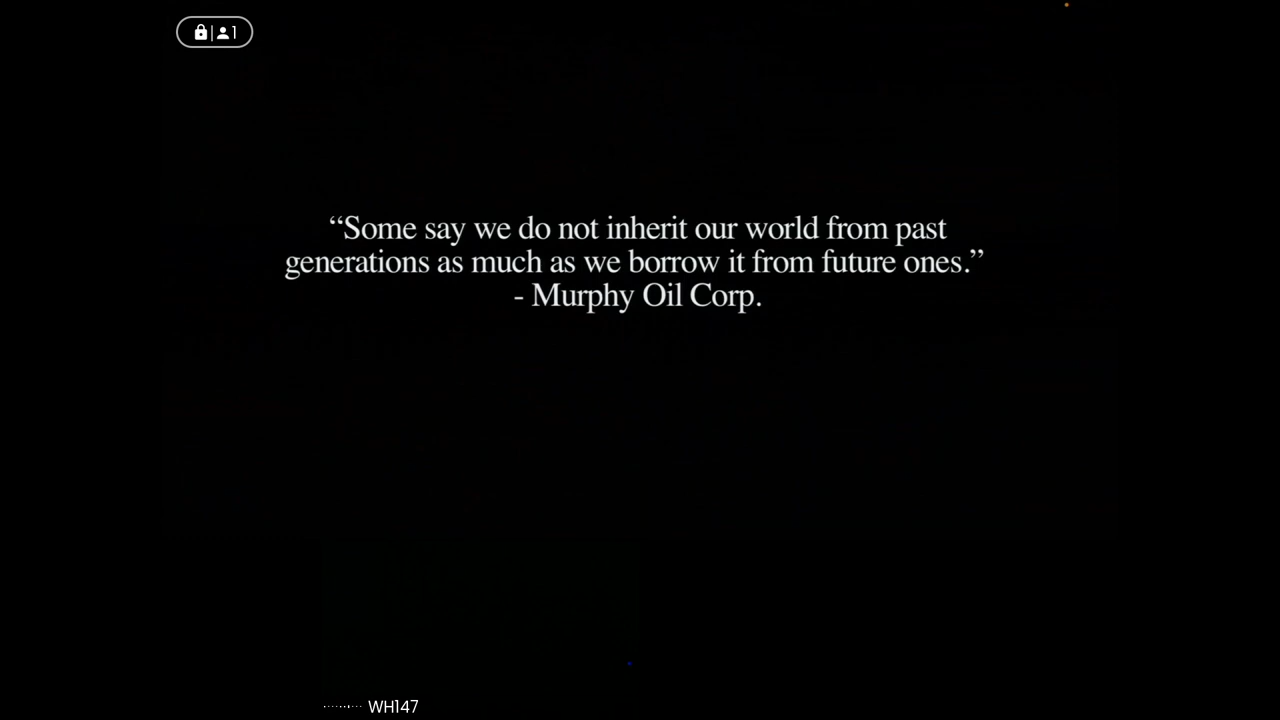 1
“Some say we do not inherit our world from past
generations as much as we borrow it from future ones.”
- Murphy Oil Corp.
WH147